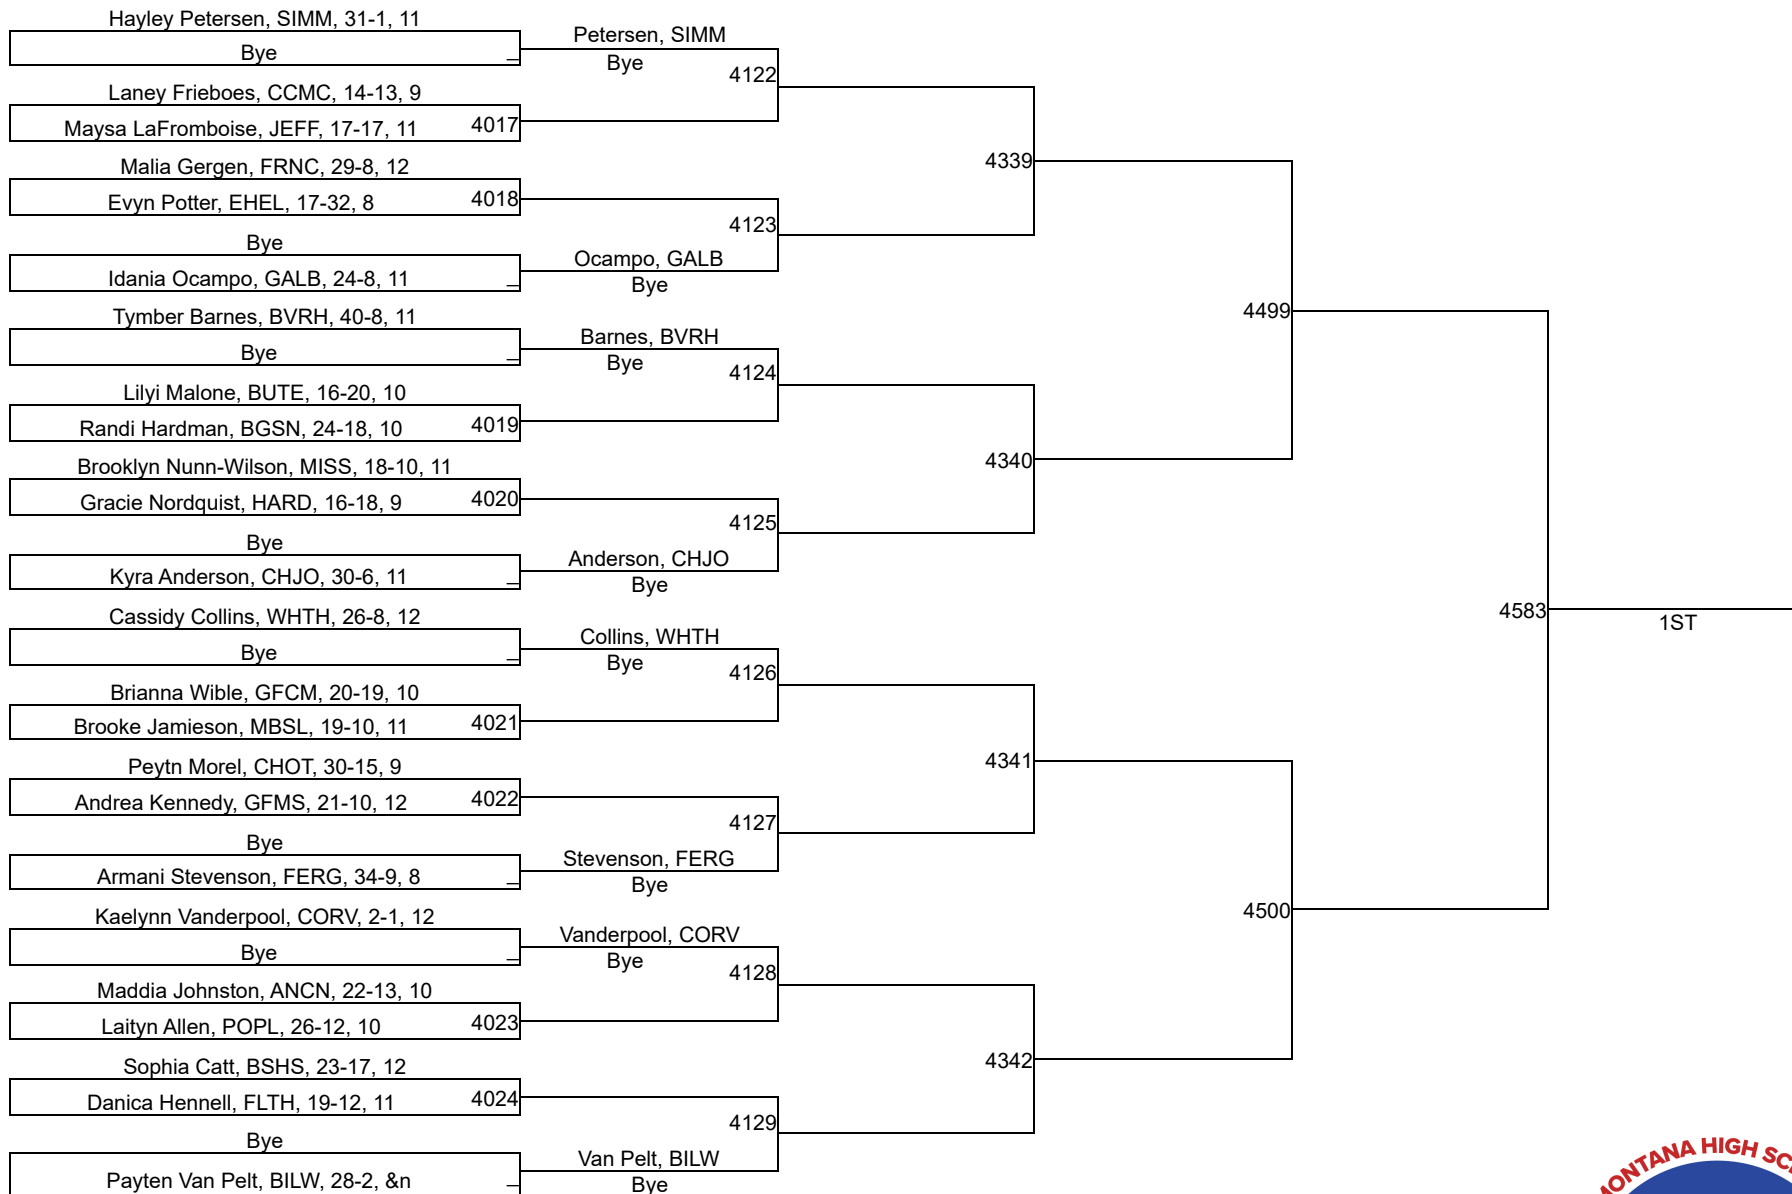 Hayley Petersen, SIMM, 31-1, 11
Bye
_
Petersen, SIMM
Bye
4122
Laney Frieboes, CCMC, 14-13, 9
Maysa LaFromboise, JEFF, 17-17, 11
4017
4339
Malia Gergen, FRNC, 29-8, 12
Evyn Potter, EHEL, 17-32, 8
4018
4123
Bye
Idania Ocampo, GALB, 24-8, 11
_
Ocampo, GALB
Bye
4499
Tymber Barnes, BVRH, 40-8, 11
Bye
_
Barnes, BVRH
Bye
4124
Lilyi Malone, BUTE, 16-20, 10
Randi Hardman, BGSN, 24-18, 10
4019
4340
Brooklyn Nunn-Wilson, MISS, 18-10, 11
Gracie Nordquist, HARD, 16-18, 9
4020
4125
Bye
Kyra Anderson, CHJO, 30-6, 11
_
Anderson, CHJO
Bye
4583
1ST
Cassidy Collins, WHTH, 26-8, 12
Bye
_
Collins, WHTH
Bye
4126
Brianna Wible, GFCM, 20-19, 10
Brooke Jamieson, MBSL, 19-10, 11
4021
4341
Peytn Morel, CHOT, 30-15, 9
Andrea Kennedy, GFMS, 21-10, 12
4022
4127
Bye
Armani Stevenson, FERG, 34-9, 8
_
Stevenson, FERG
Bye
4500
Kaelynn Vanderpool, CORV, 2-1, 12
Bye
_
Vanderpool, CORV
Bye
4128
Maddia Johnston, ANCN, 22-13, 10
Laityn Allen, POPL, 26-12, 10
4023
4342
Sophia Catt, BSHS, 23-17, 12
Danica Hennell, FLTH, 19-12, 11
4024
4129
Bye
Payten Van Pelt, BILW, 28-2, &n
_
Van Pelt, BILW
Bye
MONTANA HIGH SC